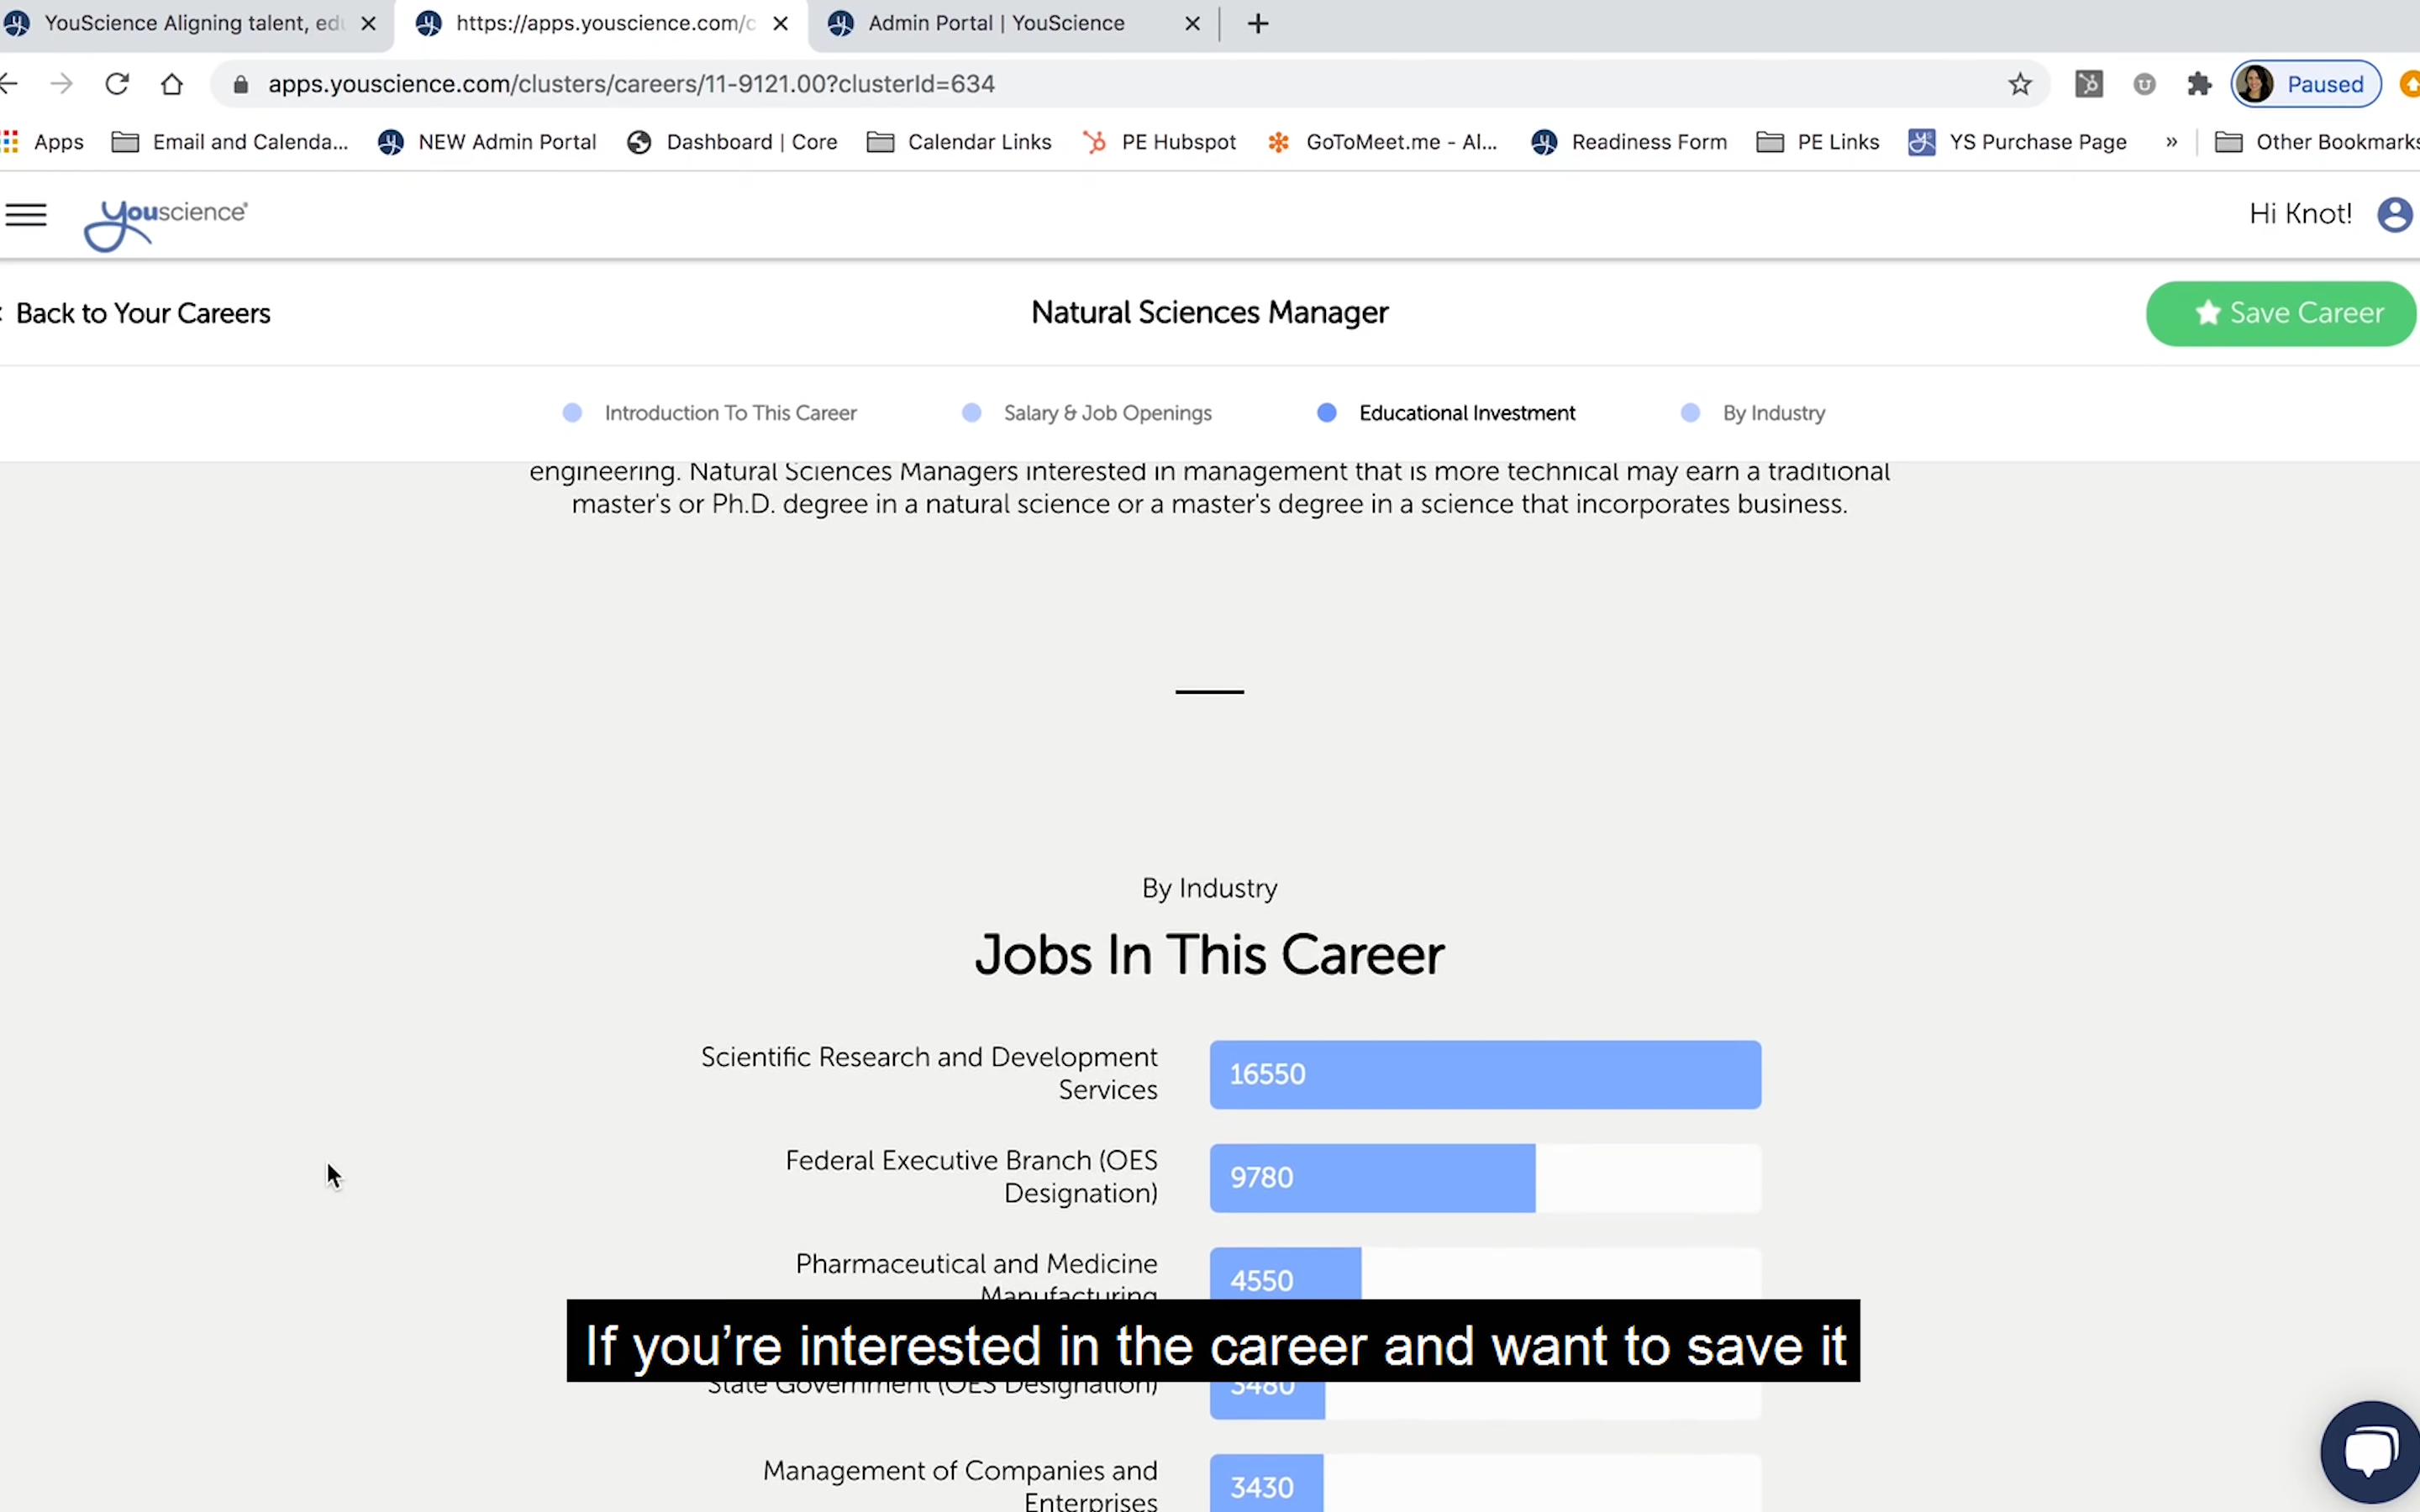 YouScience Aligning talent, edu
https://apps.youscience.com/c
Admin Portal | YouScience
apps.youscience.com/clusters/careers/11-9121.00?clusterId=634
Paused
Apps
Email and Calenda...
NEW Admin Portal
Dashboard | Core
Calendar Links
PE Hubspot
GoToMeet.me - Al...
Readiness Form
PE Links
YS Purchase Page
»
Other Bookmarks
youscience®
Hi Knot!
Back to Your Careers
Natural Sciences Manager
Save Career
Introduction To This Career
Salary & Job Openings
Educational Investment
By Industry
engineering. Natural Sciences Managers interested in management that is more technical may earn a traditional
master's or Ph.D. degree in a natural science or a master's degree in a science that incorporates business.
By Industry
Jobs In This Career
Scientific Research and Development
Services
16550
Federal Executive Branch (OES
Designation)
9780
Pharmaceutical and Medicine
Manufacturing
4550
If you’re interested in the career and want to save it
State Government (OES Designation)
3480
Management of Companies and
Enterprises
3430